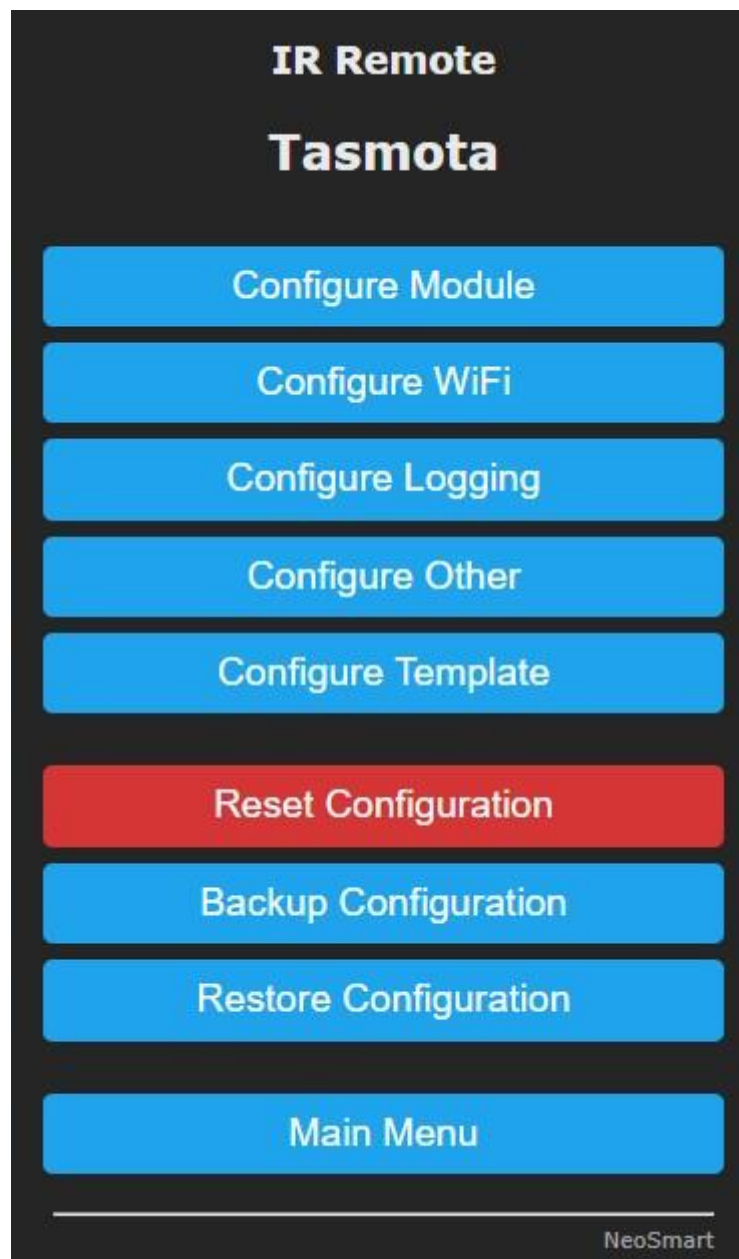 IR Remote
Tasmota
Configure Module
Configure WiFi
Configure Logging
Configure Other
Configure Template
Reset Configuration
Backup Configuration
Restore Configuration
Main Menu
NeoSmart